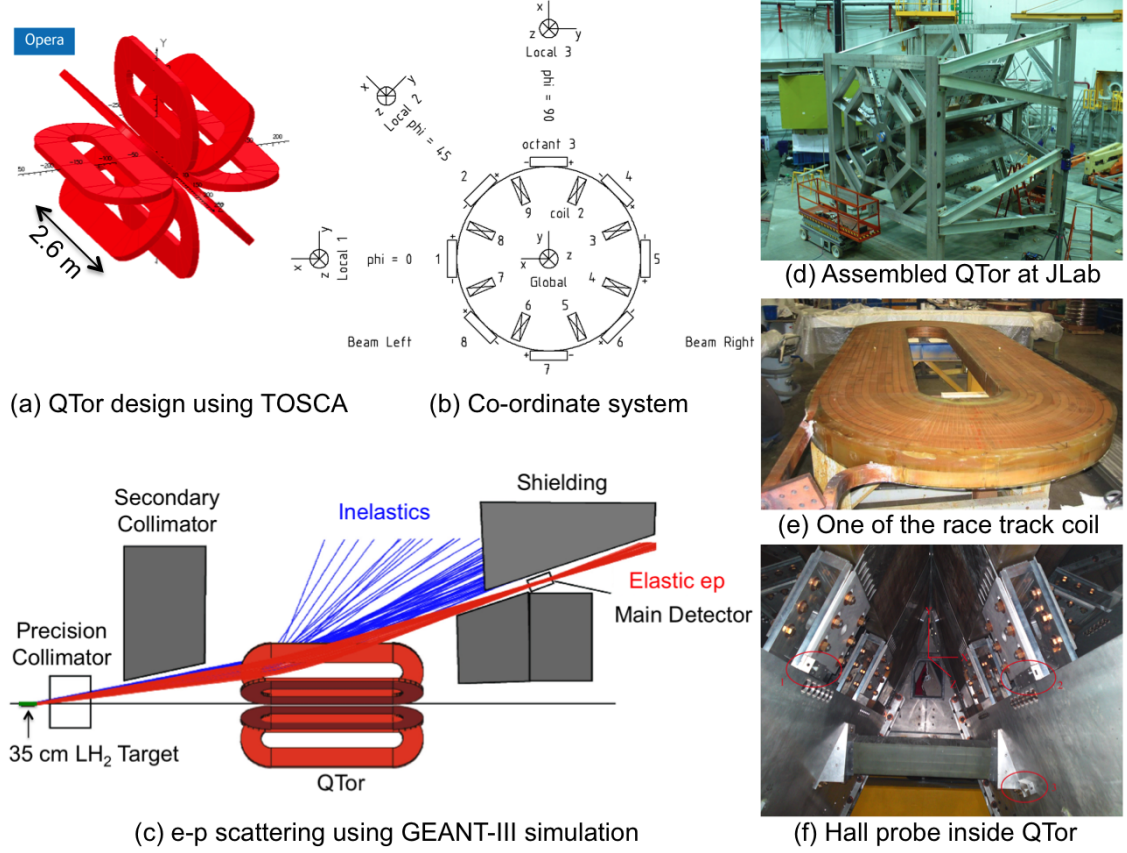 Opera
Y
200
2.6 m
(a) QTor design using TOSCA
x
z y
Local 3
phi = 90
x y
z
Local 2
phi = 45
octant 3
- +
2
4
9 coil 2
8
3
y
Local 1
x
z
phi = 0
1
y
x
z
Global
5
7
4
6
5
Beam Left
8
6
Beam Right
+ -
7
(b) Co-ordinate system
Secondary
Collimator
Precision
Collimator
Inelastics
Shielding
Elastic ep
Main Detector
35 cm LH₂ Target
QTor
(c) e-p scattering using GEANT-III simulation
(d) Assembled QTor at JLab
(e) One of the race track coil
(f) Hall probe inside QTor